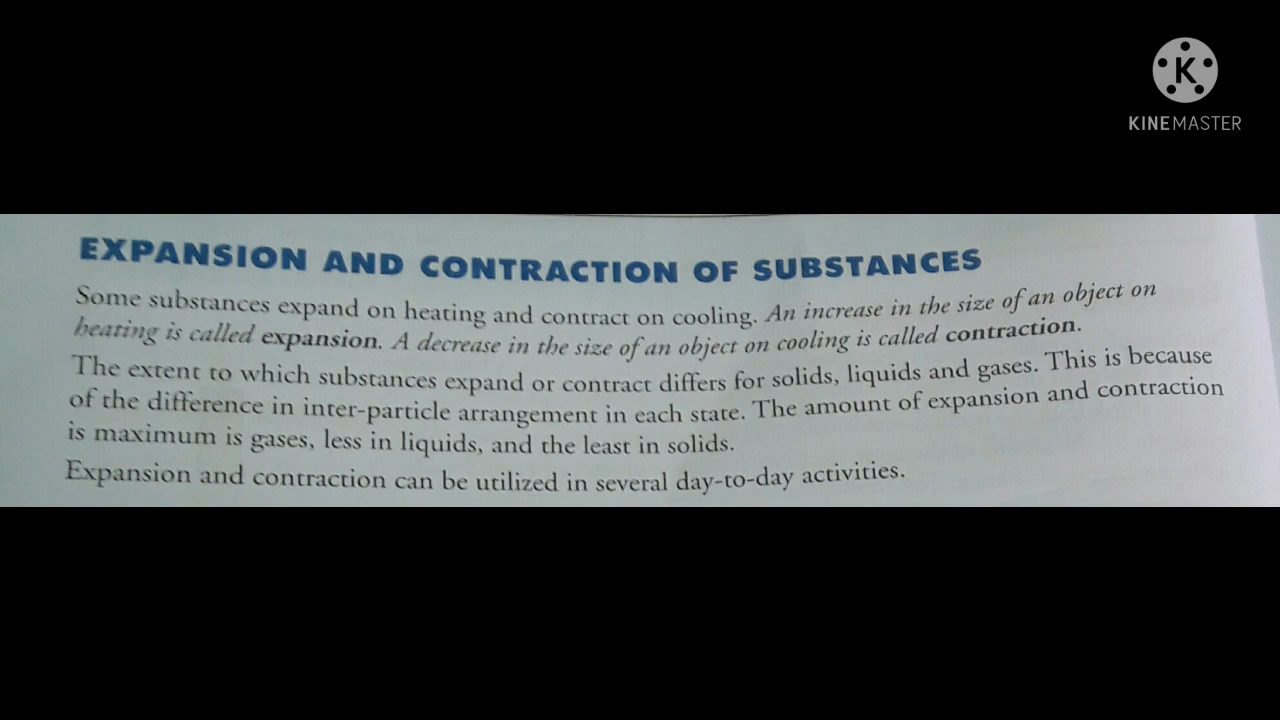 K
KINEMASTER
EXPANSION AND CONTRACTION OF SUBSTANCES
Some substances expand on heating and contract on cooling. An increase in the size of an object on
heating is called expansion. A decrease in the size of an object on cooling is called contraction.
The extent to which substances expand or contract differs for solids, liquids and gases. This is because
of the difference in inter-particle arrangement in each state. The amount of expansion and contraction
is maximum is gases, less in liquids, and the least in solids.
Expansion and contraction can be utilized in several day-to-day activities.